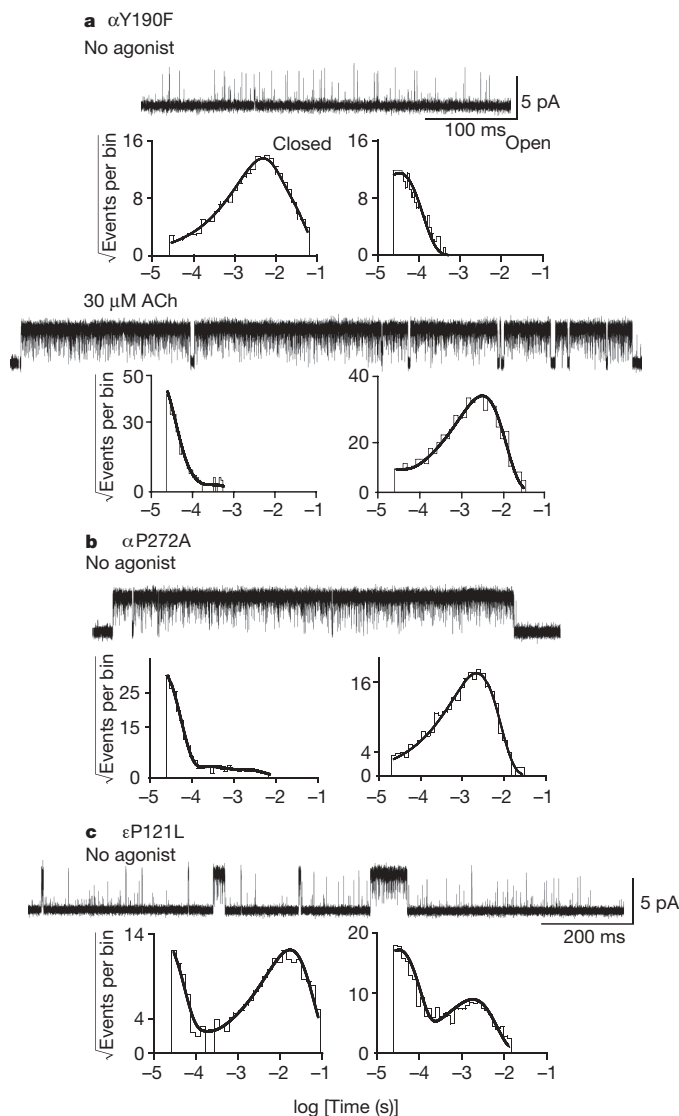 a αY190F
No agonist
5 pA
100 ms
Closed
Open
√Events per bin
16
8
0
–5 –4 –3 –2 –1
16
8
0
–5 –4 –3 –2 –1
30 μM ACh
√Events per bin
50
30
0
–5 –4 –3 –2 –1
40
20
0
–5 –4 –3 –2 –1
b αP272A
No agonist
√Events per bin
25
15
0
–5 –4 –3 –2 –1
16
4
0
–5 –4 –3 –2 –1
c εP121L
No agonist
5 pA
200 ms
√Events per bin
14
4
0
–5 –4 –3 –2 –1
20
10
0
–5 –4 –3 –2 –1
log [Time (s)]